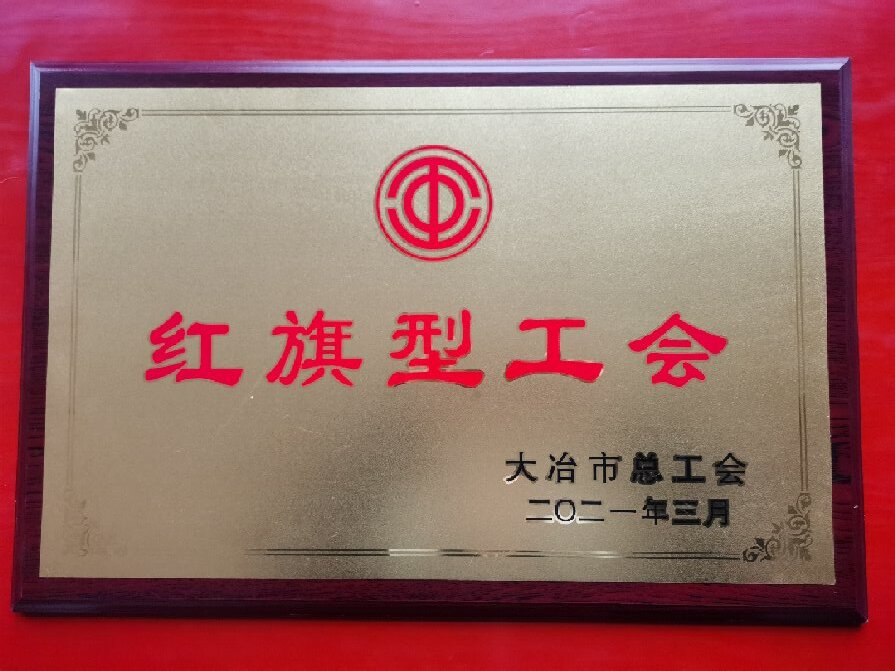 红旗型工会
大冶市总工会
二〇二一年三月